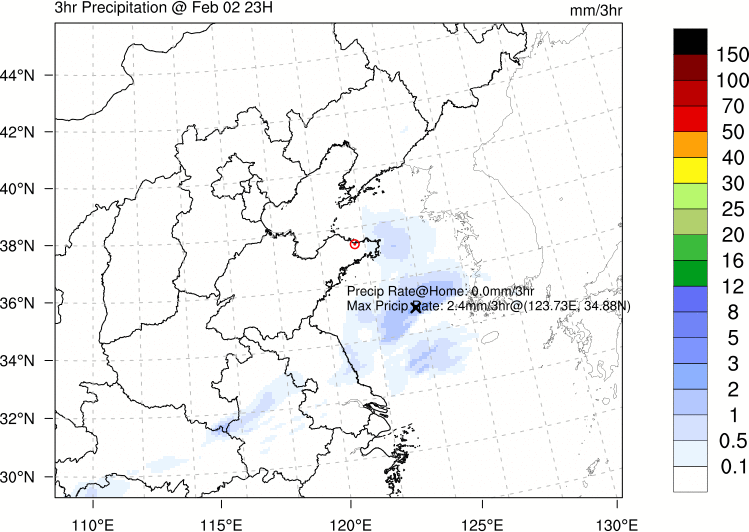 3hr Precipitation @ Feb 02 23H
mm/3hr
44°N
42°N
40°N
38°N
36°N
34°N
32°N
30°N
Precip Rate@Home: 0.0mm/3hr
Max Pricip Rate: 2.4mm/3hr@(123.73E, 34.88N)
110°E
115°E
120°E
125°E
130°E
150
100
70
50
40
30
25
20
16
12
8
5
3
2
1
0.5
0.1